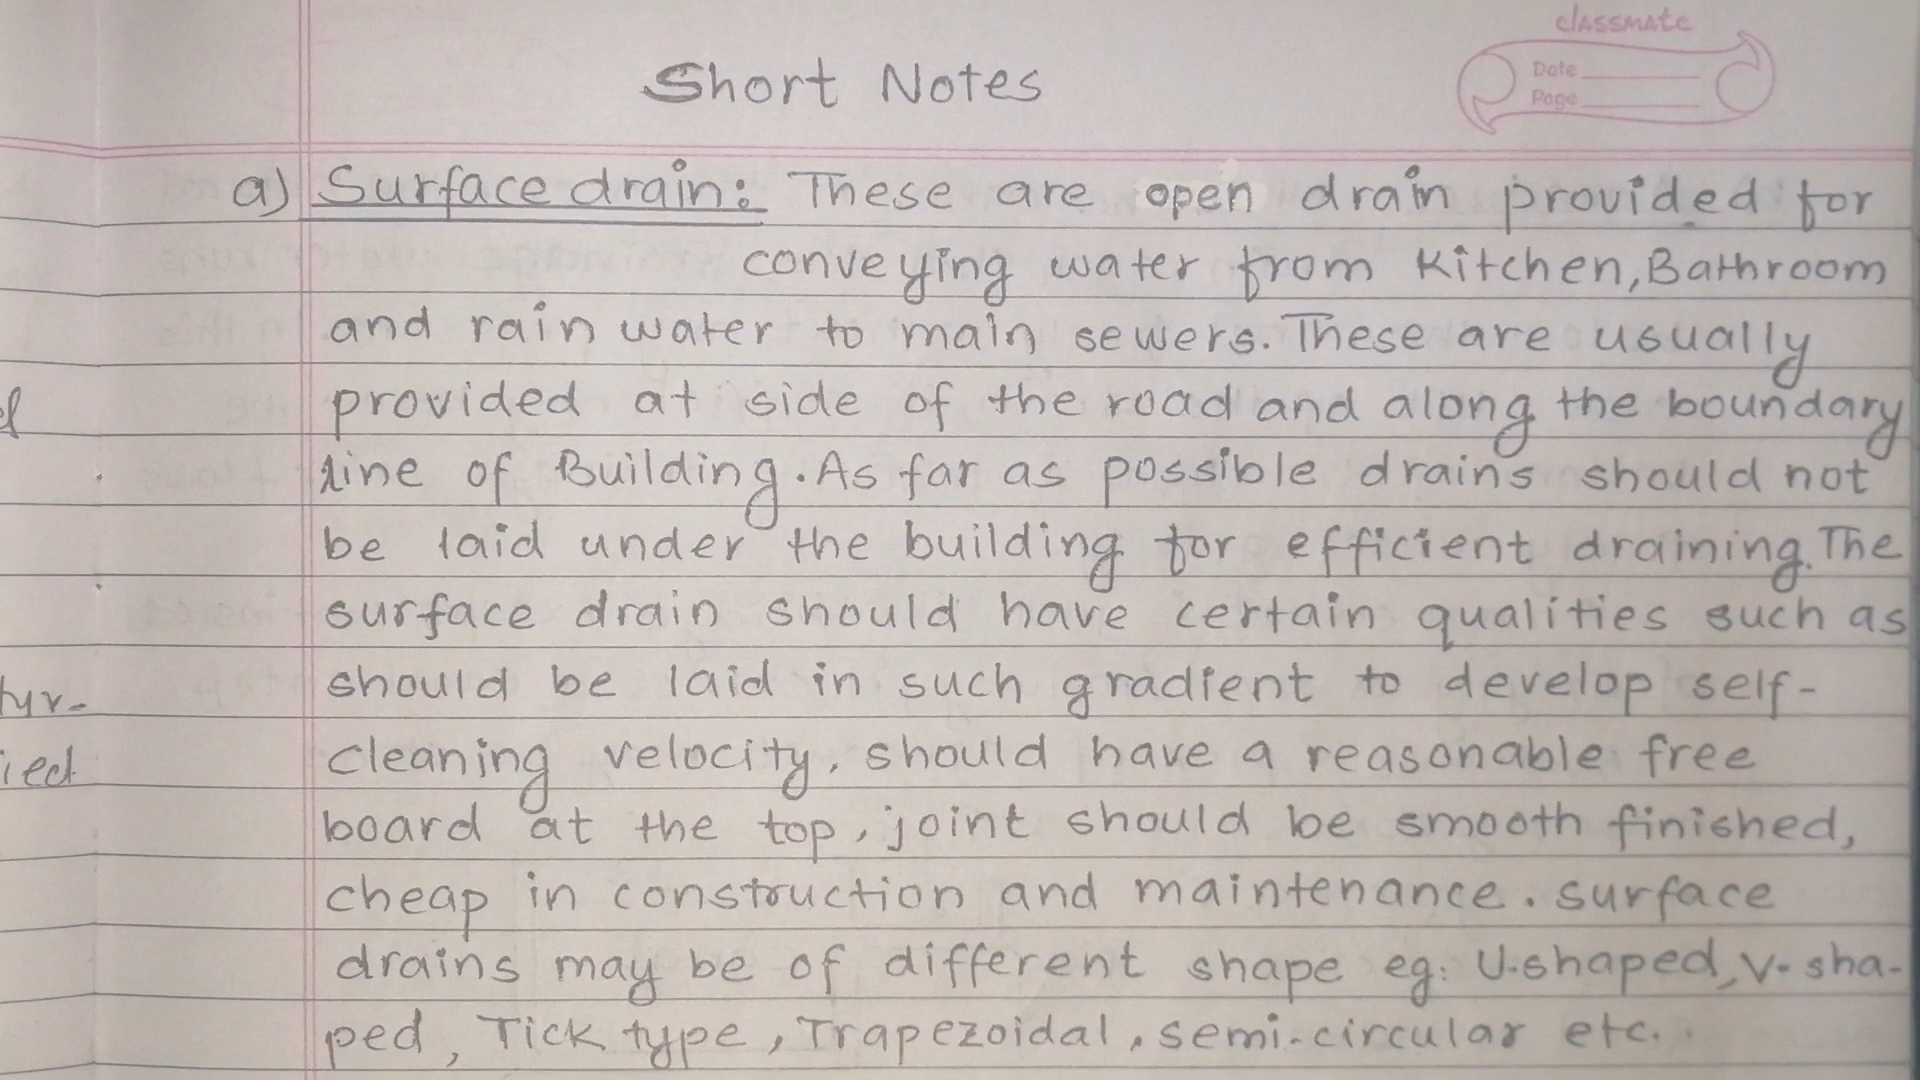 classmate
Date
Page
Short Notes
a) Surface drain: These are open drain provided for
conveying water from Kitchen, Bathroom
and rain water to main sewers. These are usually
provided at side of the road and along the boundary
line of Building. As far as possible drains should not
be laid under the building for efficient draining. The
surface drain should have certain qualities such as
should be laid in such gradient to develop self-
cleaning velocity, should have a reasonable free
board at the top, joint should be smooth finished,
cheap in construction and maintenance. surface
drains may be of different shape eg: U-shaped, V-sha-
ped, Tick type, Trapezoidal, semi-circular etc.